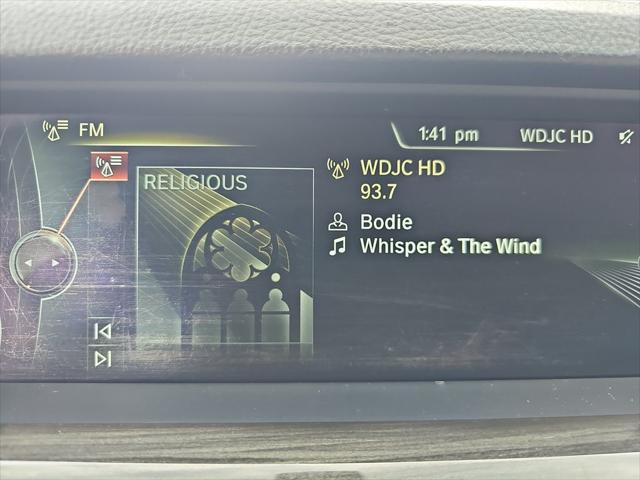 FM
1:41 pm
WDJC HD
RELIGIOUS
WDJC HD
93.7
Bodie
Whisper & The Wind